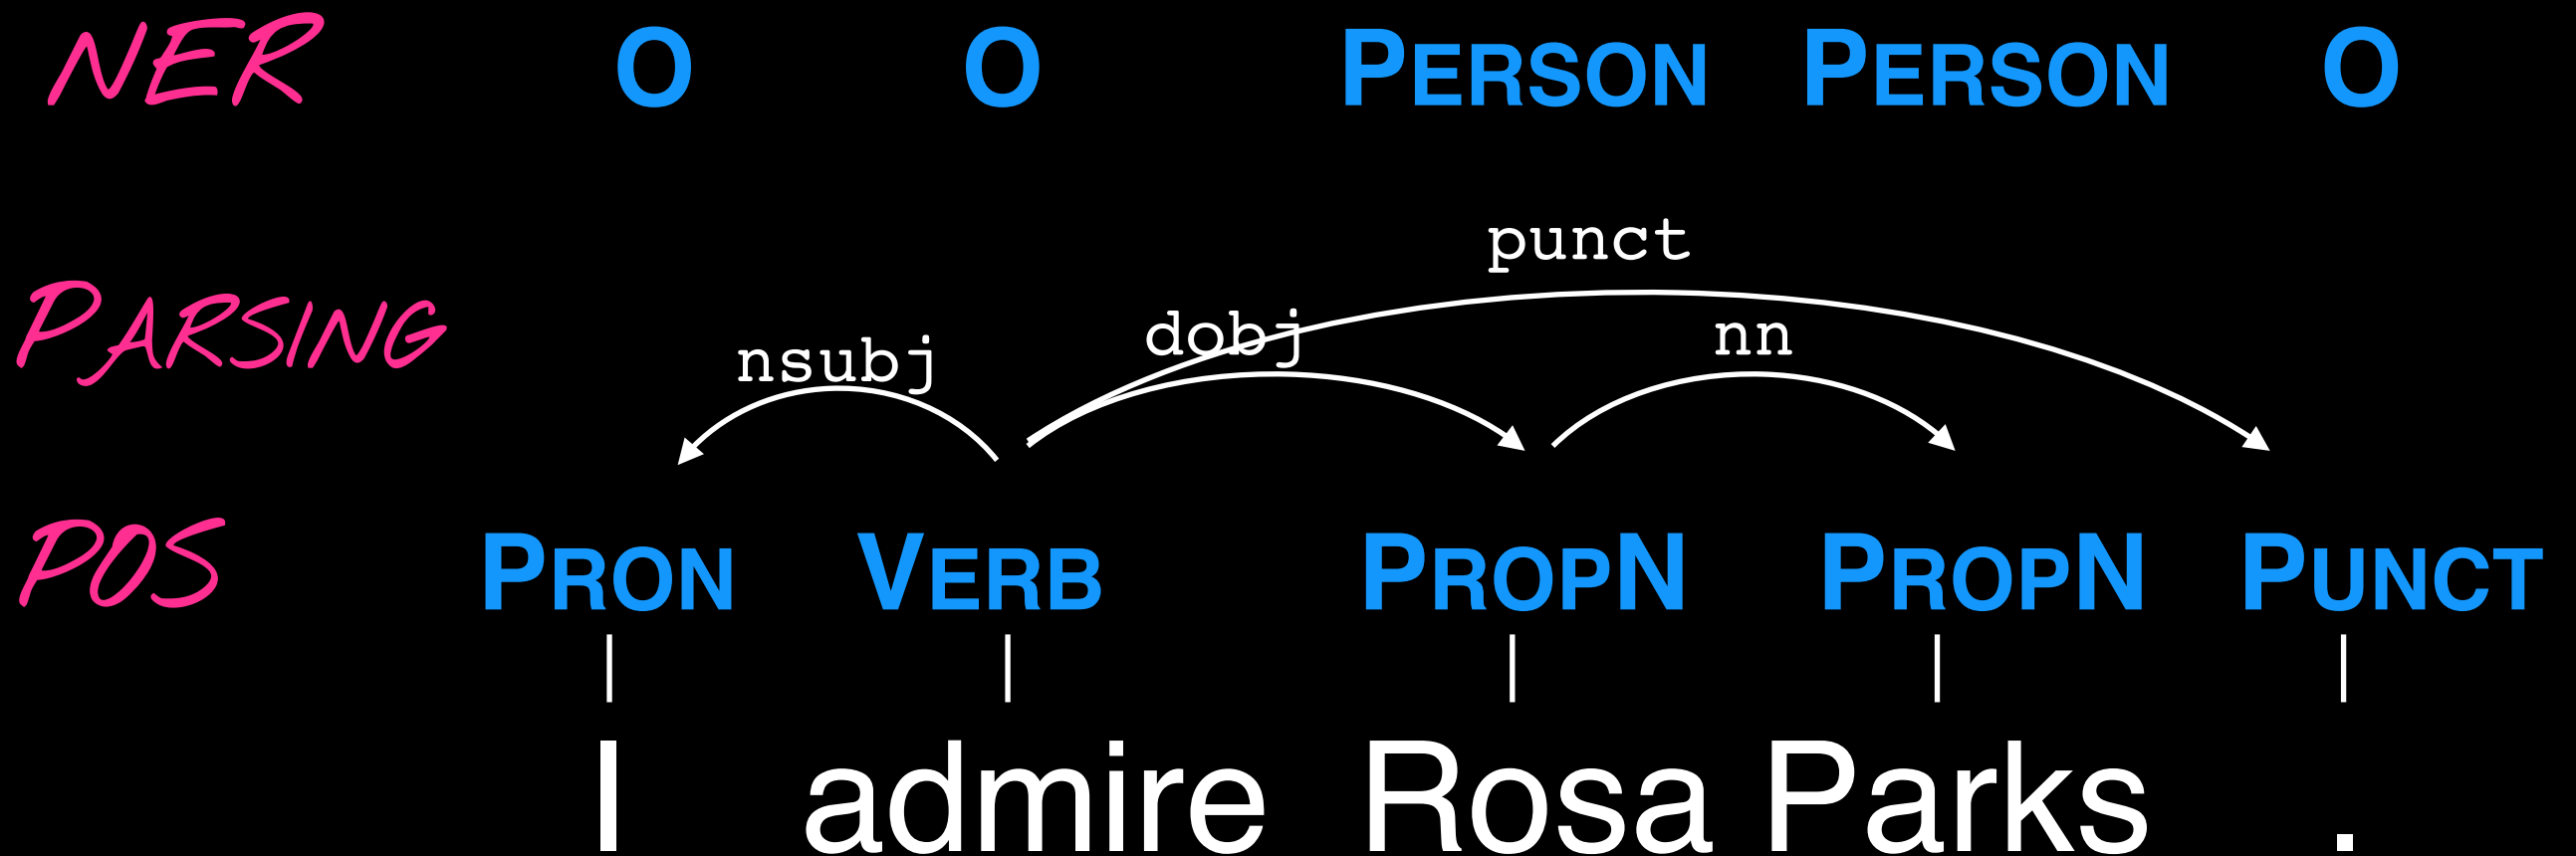 NER O O PERSON PERSON O
punct
PARSING nsubj dobj nn
POS PRON VERB PROPN PROPN PUNCT
I admire Rosa Parks .